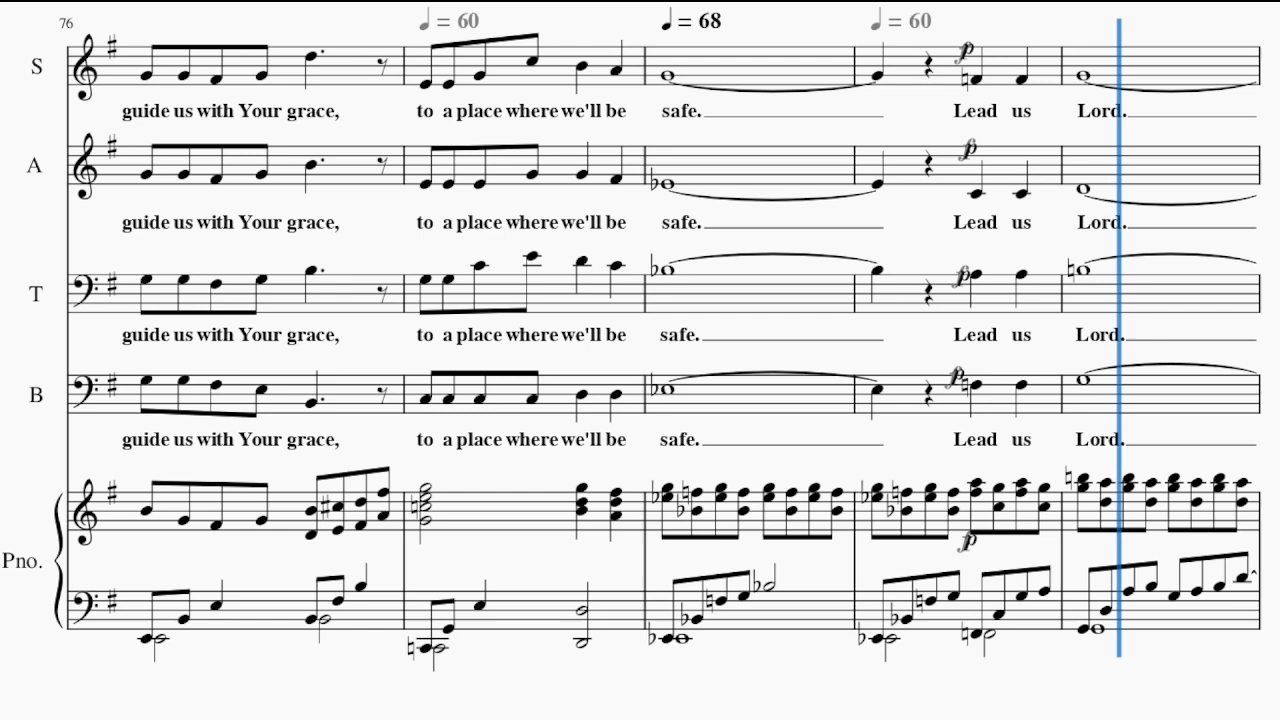 76
= 60
= 68
= 60
S
p
guide us with Your grace, to a place where we'll be safe. Lead us Lord.
A
p
guide us with Your grace, to a place where we'll be safe. Lead us Lord.
T
p
guide us with Your grace, to a place where we'll be safe. Lead us Lord.
B
p
guide us with Your grace, to a place where we'll be safe. Lead us Lord.
Pno.
p